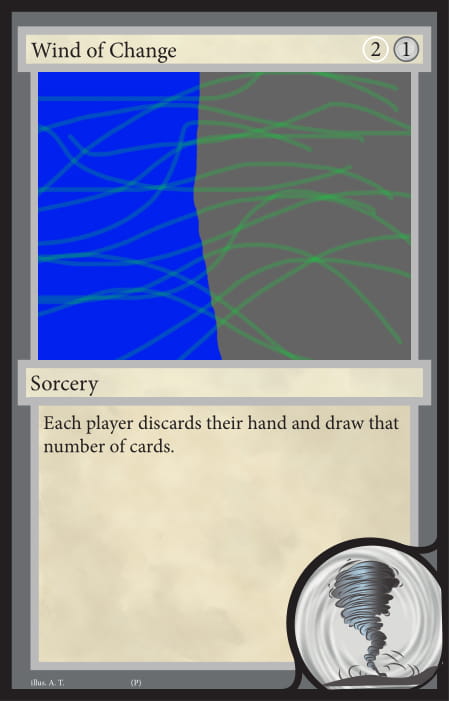 Wind of Change 2 1
Sorcery
Each player discards their hand and draw that
number of cards.
illus. A. T. (P)